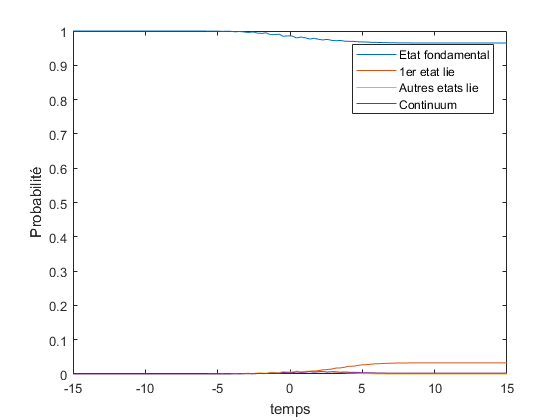 1
0.9
0.8
0.7
0.6
0.5
0.4
0.3
0.2
0.1
0
Probabilité
Etat fondamental
1er etat lie
Autres etats lie
Continuum
-15 -10 -5 0 5 10 15
temps